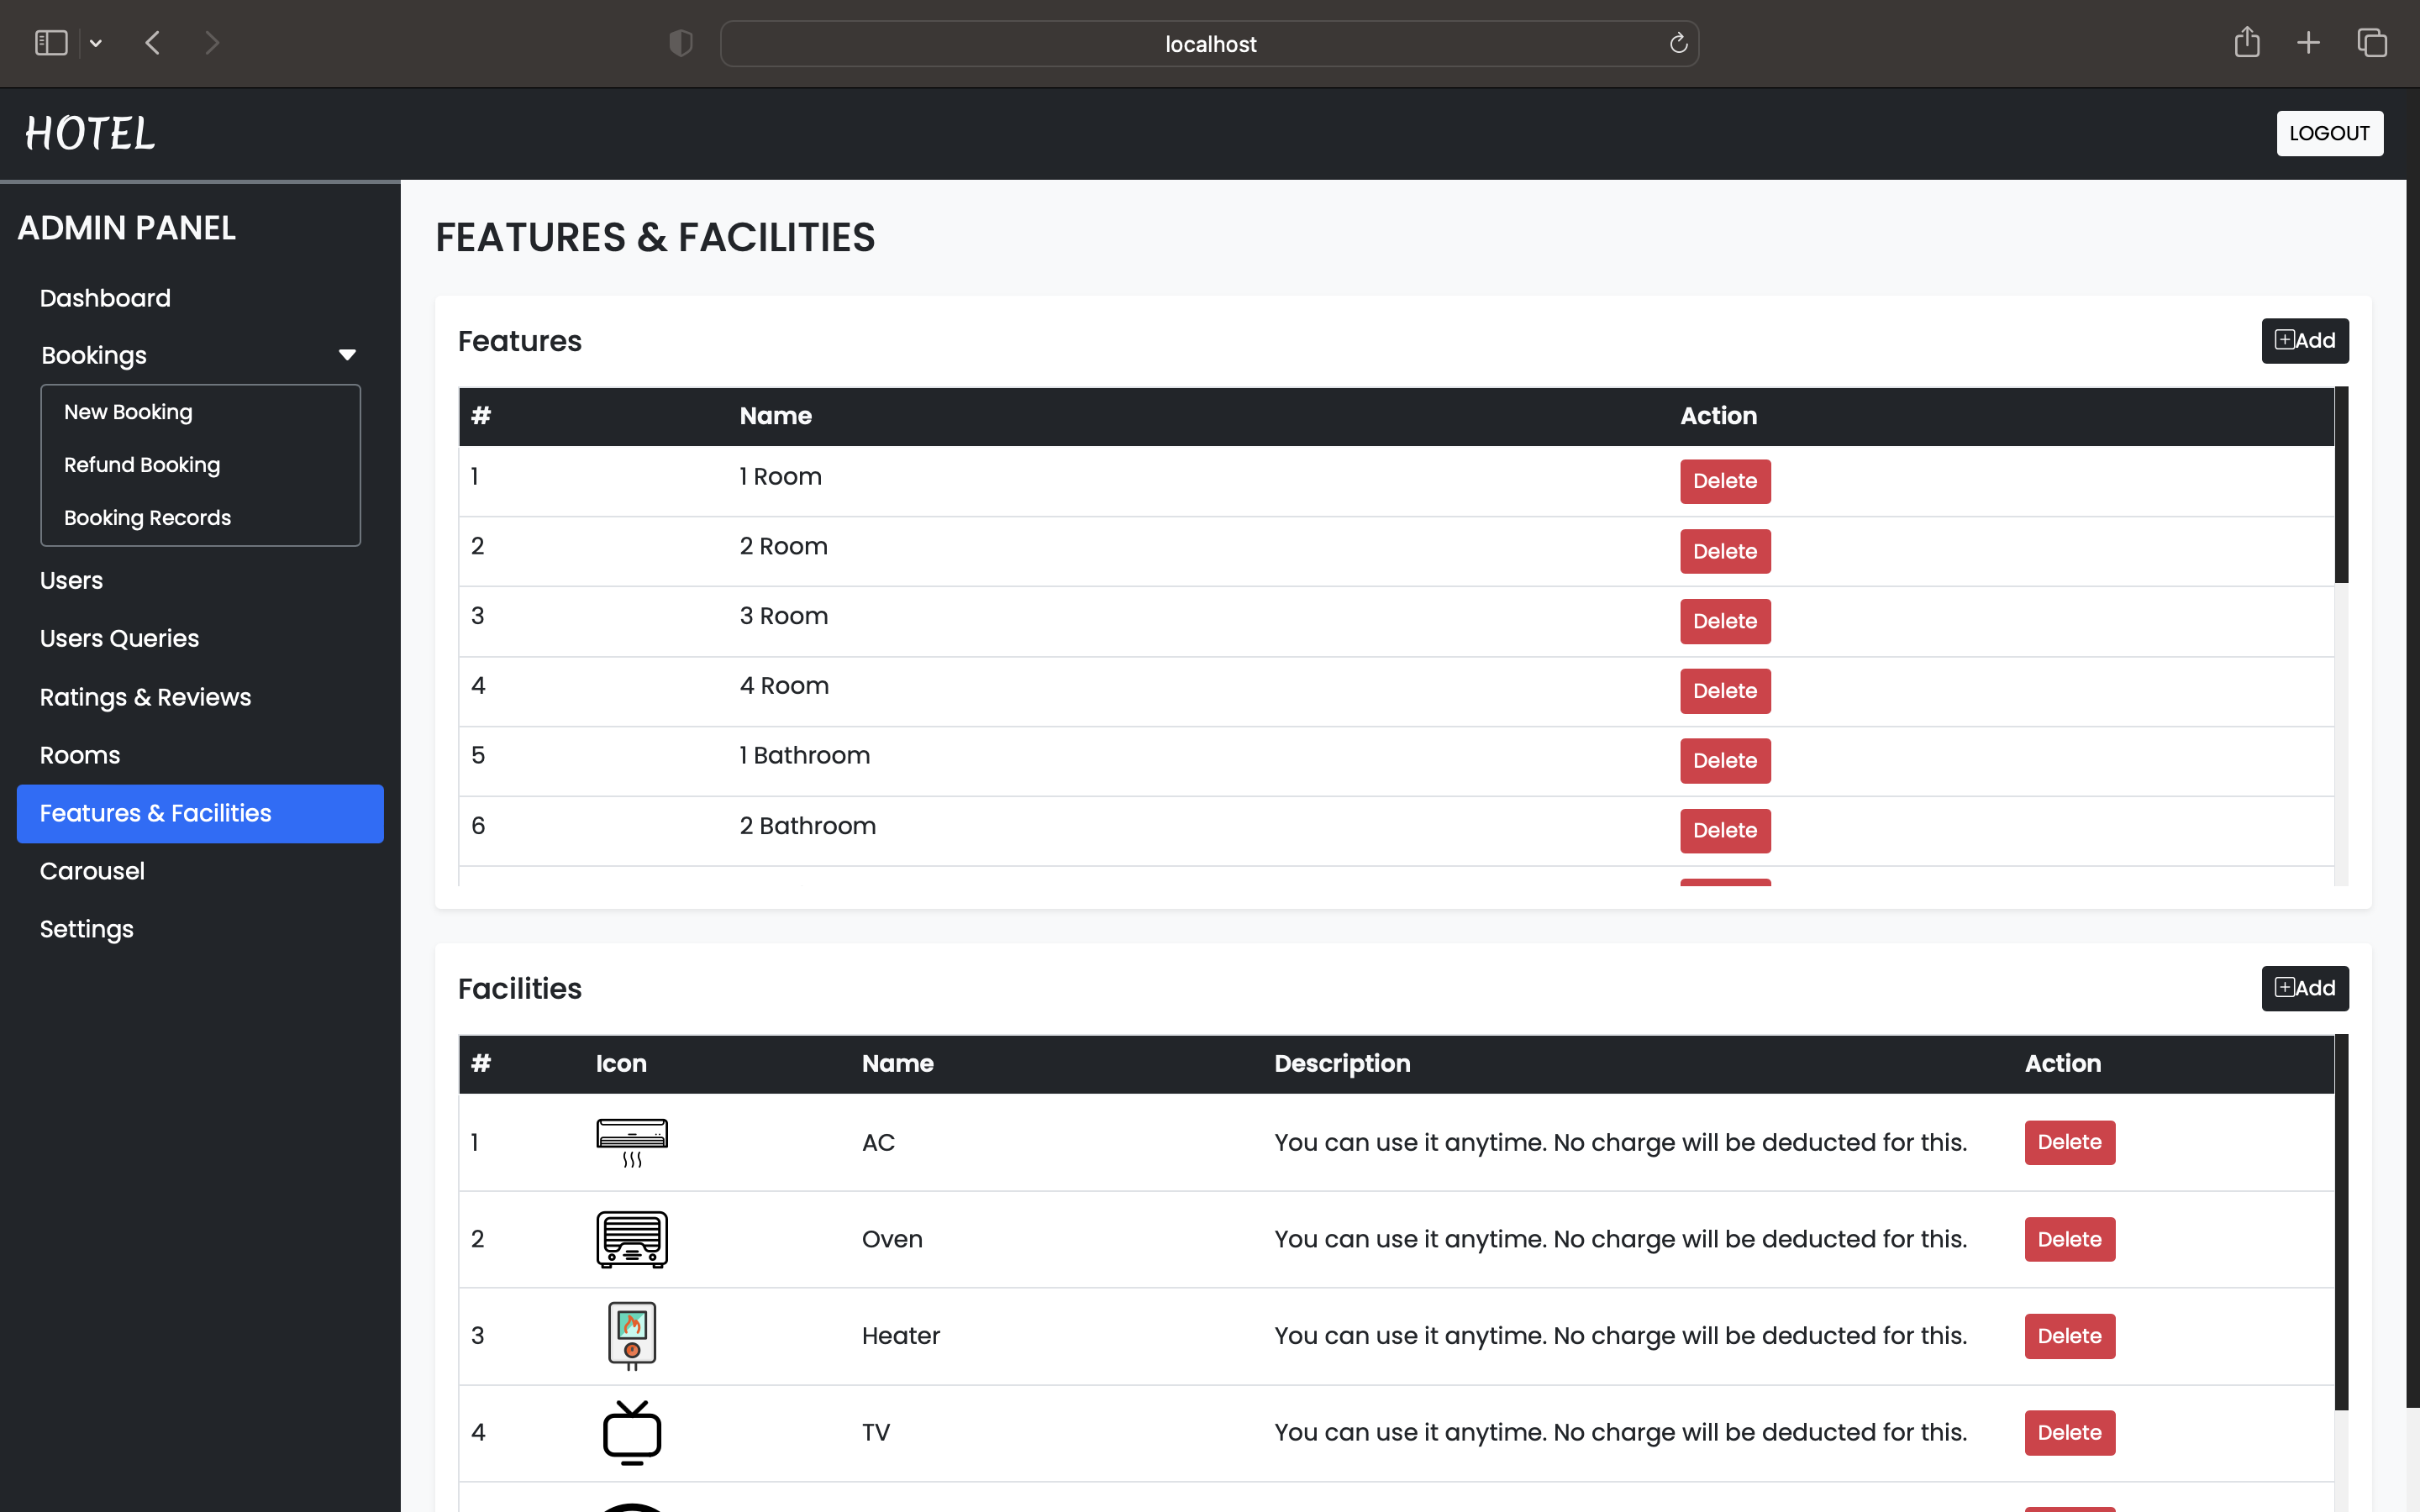 localhost
HOTEL
LOGOUT
ADMIN PANEL
Dashboard
Bookings
New Booking
Refund Booking
Booking Records
Users
Users Queries
Ratings & Reviews
Rooms
Features & Facilities
Carousel
Settings
FEATURES & FACILITIES
Features
Add
# Name Action
1 1 Room Delete
2 2 Room Delete
3 3 Room Delete
4 4 Room Delete
5 1 Bathroom Delete
6 2 Bathroom Delete
Facilities
Add
# Icon Name Description Action
1 AC You can use it anytime. No charge will be deducted for this. Delete
2 Oven You can use it anytime. No charge will be deducted for this. Delete
3 Heater You can use it anytime. No charge will be deducted for this. Delete
4 TV You can use it anytime. No charge will be deducted for this. Delete